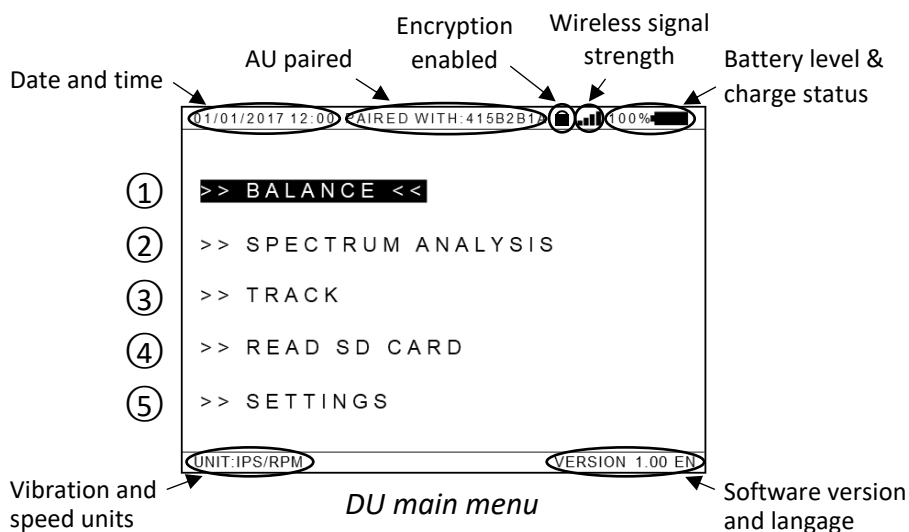 Encryption
enabled
Wireless signal
strength
AU paired
Battery level &
charge status
Date and time
01/01/2017 12:00 PAIRED WITH:415B2B1A 100%
① >> BALANCE <<
② >> SPECTRUM ANALYSIS
③ >> TRACK
④ >> READ SD CARD
⑤ >> SETTINGS
UNIT:IPS/RPM VERSION 1.00 EN
Vibration and
speed units
DU main menu
Software version
and langage